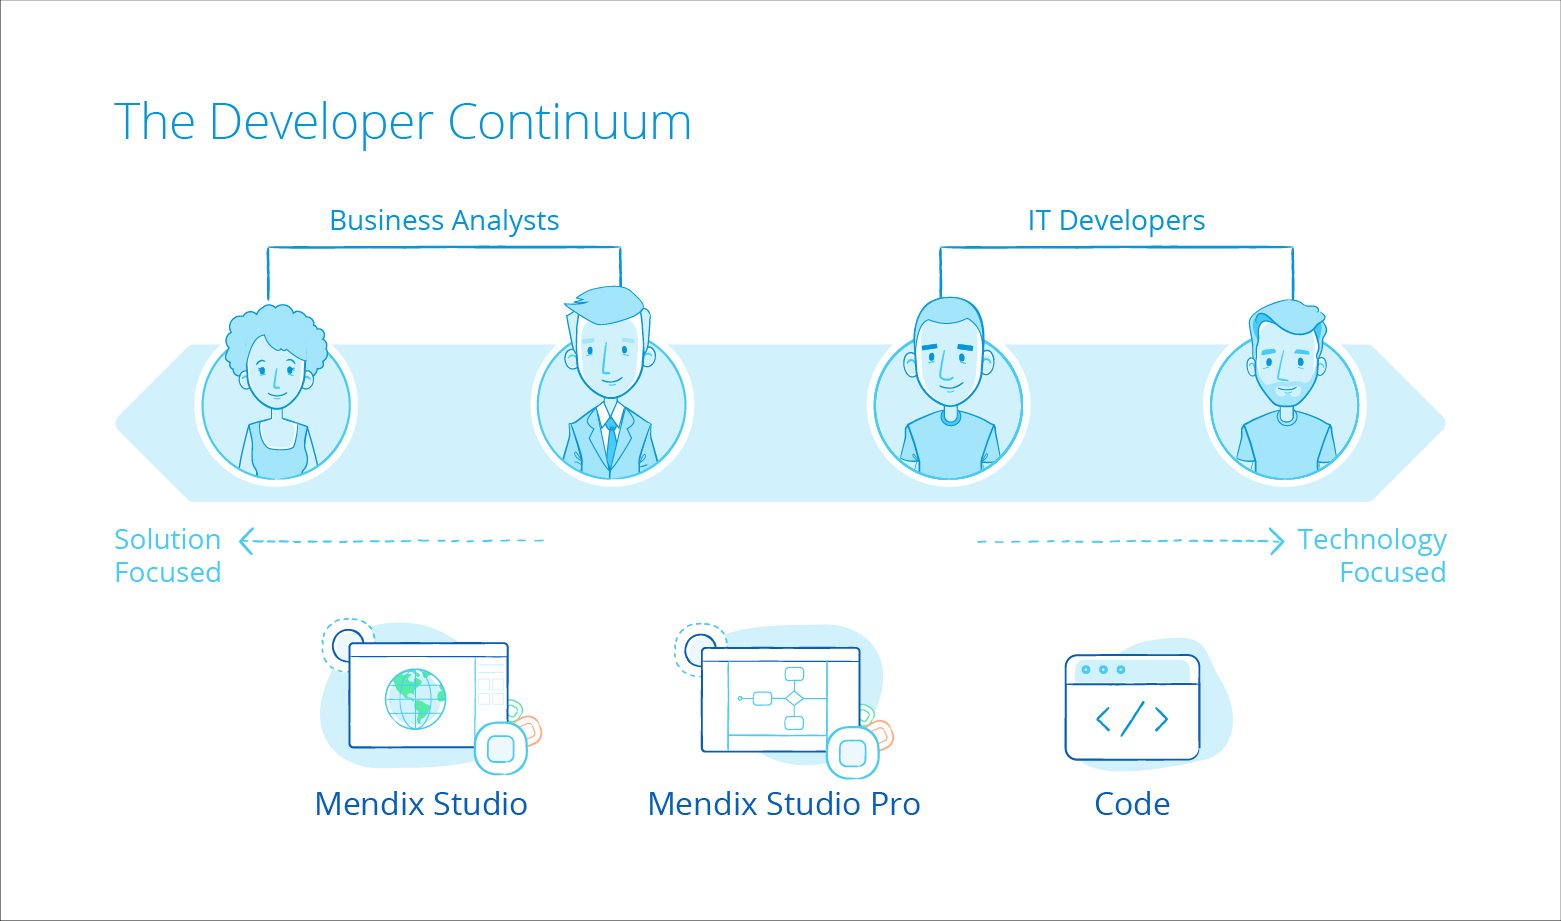 The Developer Continuum
Business Analysts
IT Developers
Solution
Focused
Technology
Focused
Mendix Studio
Mendix Studio Pro
</>
Code